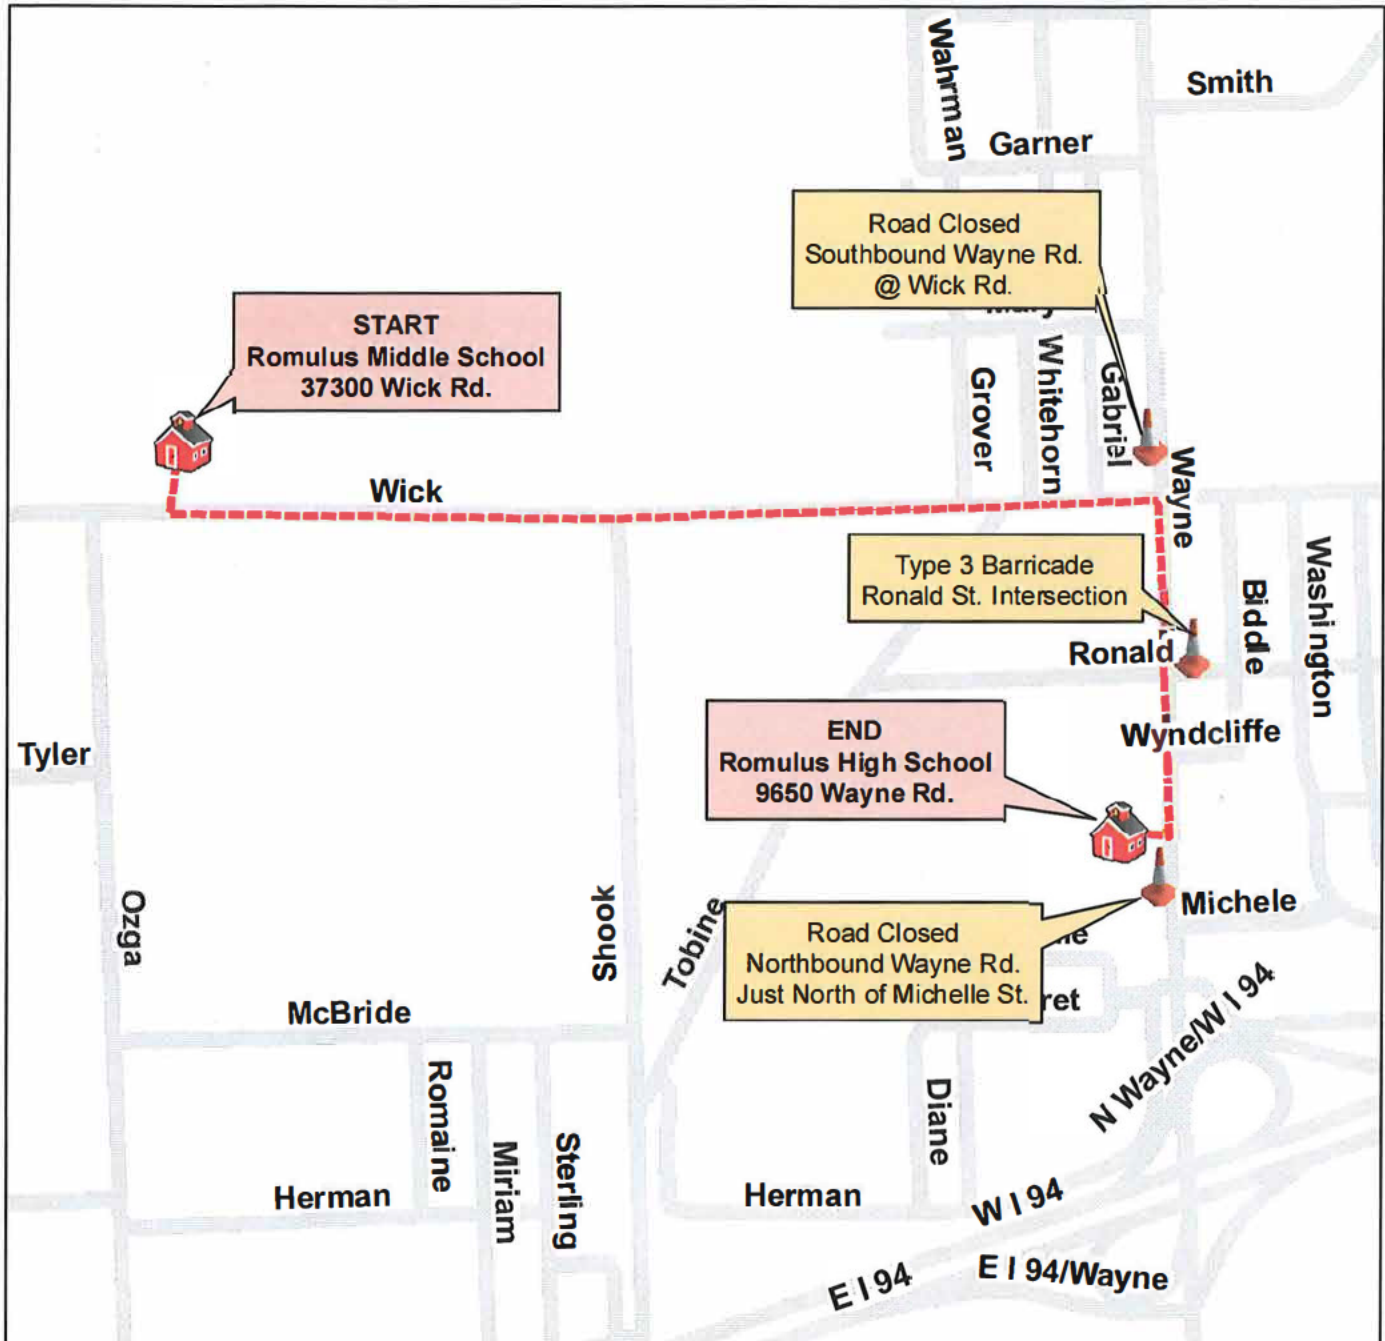 Wahrman
Smith
Garner
Road Closed
Southbound Wayne Rd.
@ Wick Rd.
START
Romulus Middle School
37300 Wick Rd.
Grover
Whitehorn
Gabriel
Wayne
Wick
Type 3 Barricade
Ronald St. Intersection
Biddle
Washington
Ronald
Wyndcliffe
END
Romulus High School
9650 Wayne Rd.
Tyler
Ozga
Shook
Tobine
Michele
Road Closed
Northbound Wayne Rd.
Just North of Michelle St.
ret
McBride
N Wayne/W I 94
Romaine
Miriam
Sterling
Diane
Herman
Herman
W I 94
E I 94
E I 94/Wayne